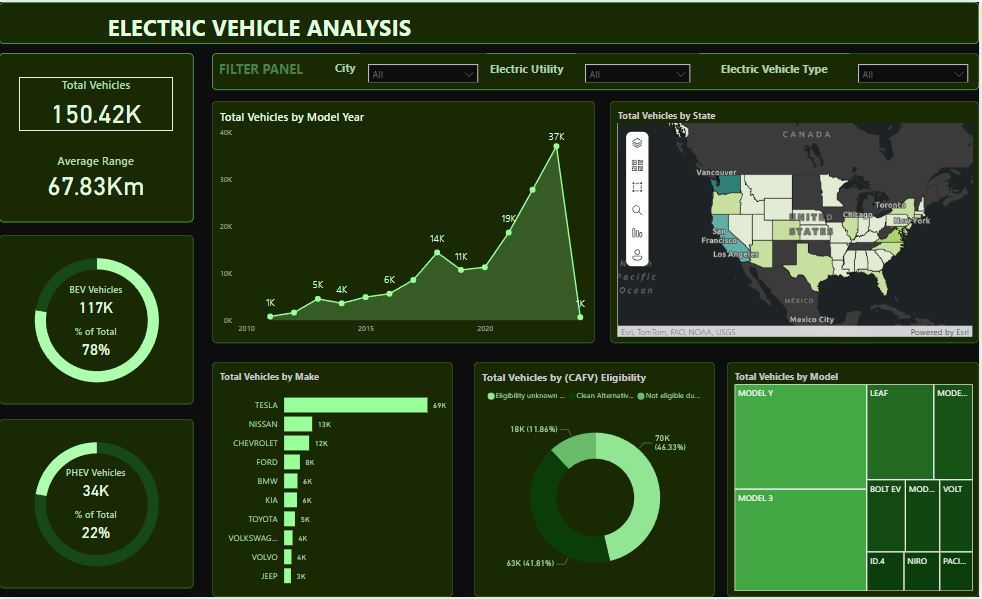 ELECTRIC VEHICLE ANALYSIS
Total Vehicles
150.42K
Average Range
67.83Km
FILTER PANEL
City
All
Electric Utility
All
Electric Vehicle Type
All
Total Vehicles by Model Year
40K
30K
20K
10K
0K
1K
5K
4K
6K
14K
11K
19K
37K
1K
2010
2015
2020
Total Vehicles by State
CANADA
Vancouver
Toronto
Chicago
New York
UNITED
STATES
San
Francisco
Los Angeles
Pacific
Ocean
MEXICO
Mexico City
Esri, TomTom, FAO, NOAA, USGS
Powered by Esri
BEV Vehicles
117K
% of Total
78%
PHEV Vehicles
34K
% of Total
22%
Total Vehicles by Make
TESLA 69K
NISSAN 13K
CHEVROLET 12K
FORD 8K
BMW 6K
KIA 6K
TOYOTA 5K
VOLKSWAG... 4K
VOLVO 4K
JEEP 3K
Total Vehicles by (CAFV) Eligibility
Eligibility unknown ... Clean Alternativ... Not eligible du...
18K (11.86%)
70K
(46.33%)
63K (41.81%)
Total Vehicles by Model
MODEL Y
LEAF
MODE...
MODEL 3
BOLT EV
MOD...
VOLT
ID.4
NIRO
PACI...